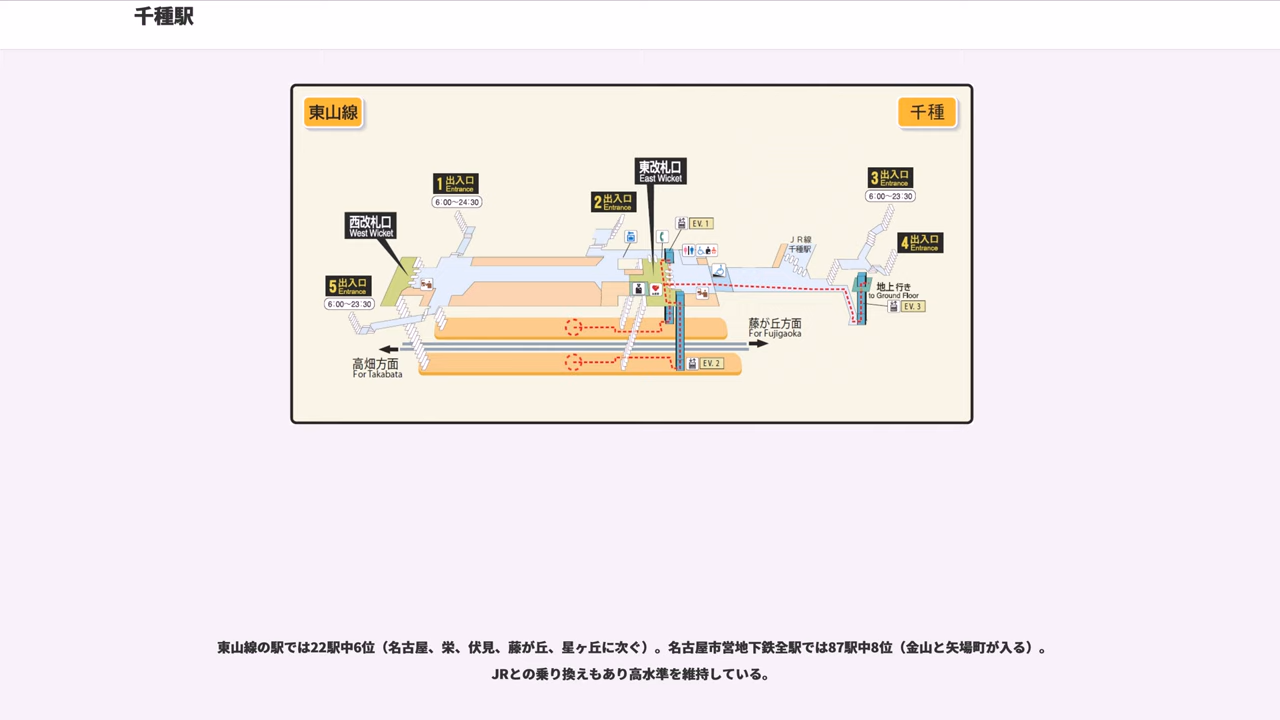 千種駅
東山線
千種
東改札口
East Wicket
1 出入口
Entrance
6:00~24:30
2 出入口
Entrance
3 出入口
Entrance
6:00~23:30
西改札口
West Wicket
EV. 1
4 出入口
Entrance
JR線
千種駅
5 出入口
Entrance
6:00~23:30
地上行き
to Ground Floor
EV. 3
藤が丘方面
For Fujigaoka
高畑方面
For Takabata
EV. 2
東山線の駅では22駅中6位（名古屋、栄、伏見、藤が丘、星ヶ丘に次ぐ）。名古屋市営地下鉄全駅では87駅中8位（金山と矢場町が入る）。
JRとの乗り換えもあり高水準を維持している。